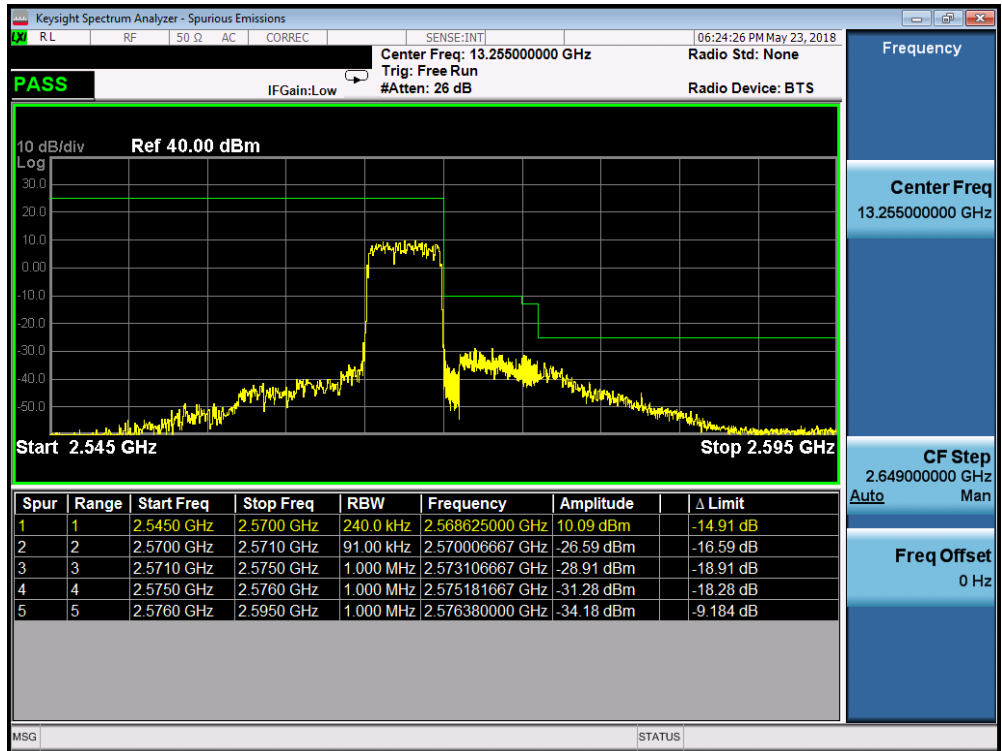 Keysight Spectrum Analyzer - Spurious Emissions
LXI RL RF 50 Ω AC CORREC SENSE:INT 06:24:26 PM May 23, 2018
Center Freq: 13.255000000 GHz Radio Std: None
Trig: Free Run
PASS IFGain:Low #Atten: 26 dB Radio Device: BTS
10 dB/div Ref 40.00 dBm
Log
30.0
20.0
10.0
0.00
-10.0
-20.0
-30.0
-40.0
-50.0
Start 2.545 GHz Stop 2.595 GHz
Spur Range Start Freq Stop Freq RBW Frequency Amplitude Δ Limit
1 1 2.5450 GHz 2.5700 GHz 240.0 kHz 2.568625000 GHz 10.09 dBm -14.91 dB
2 2 2.5700 GHz 2.5710 GHz 91.00 kHz 2.570006667 GHz -26.59 dBm -16.59 dB
3 3 2.5710 GHz 2.5750 GHz 1.000 MHz 2.573106667 GHz -28.91 dBm -18.91 dB
4 4 2.5750 GHz 2.5760 GHz 1.000 MHz 2.575181667 GHz -31.28 dBm -18.28 dB
5 5 2.5760 GHz 2.5950 GHz 1.000 MHz 2.576380000 GHz -34.18 dBm -9.184 dB
MSG STATUS
Frequency
Center Freq
13.255000000 GHz
CF Step
2.649000000 GHz
Auto Man
Freq Offset
0 Hz